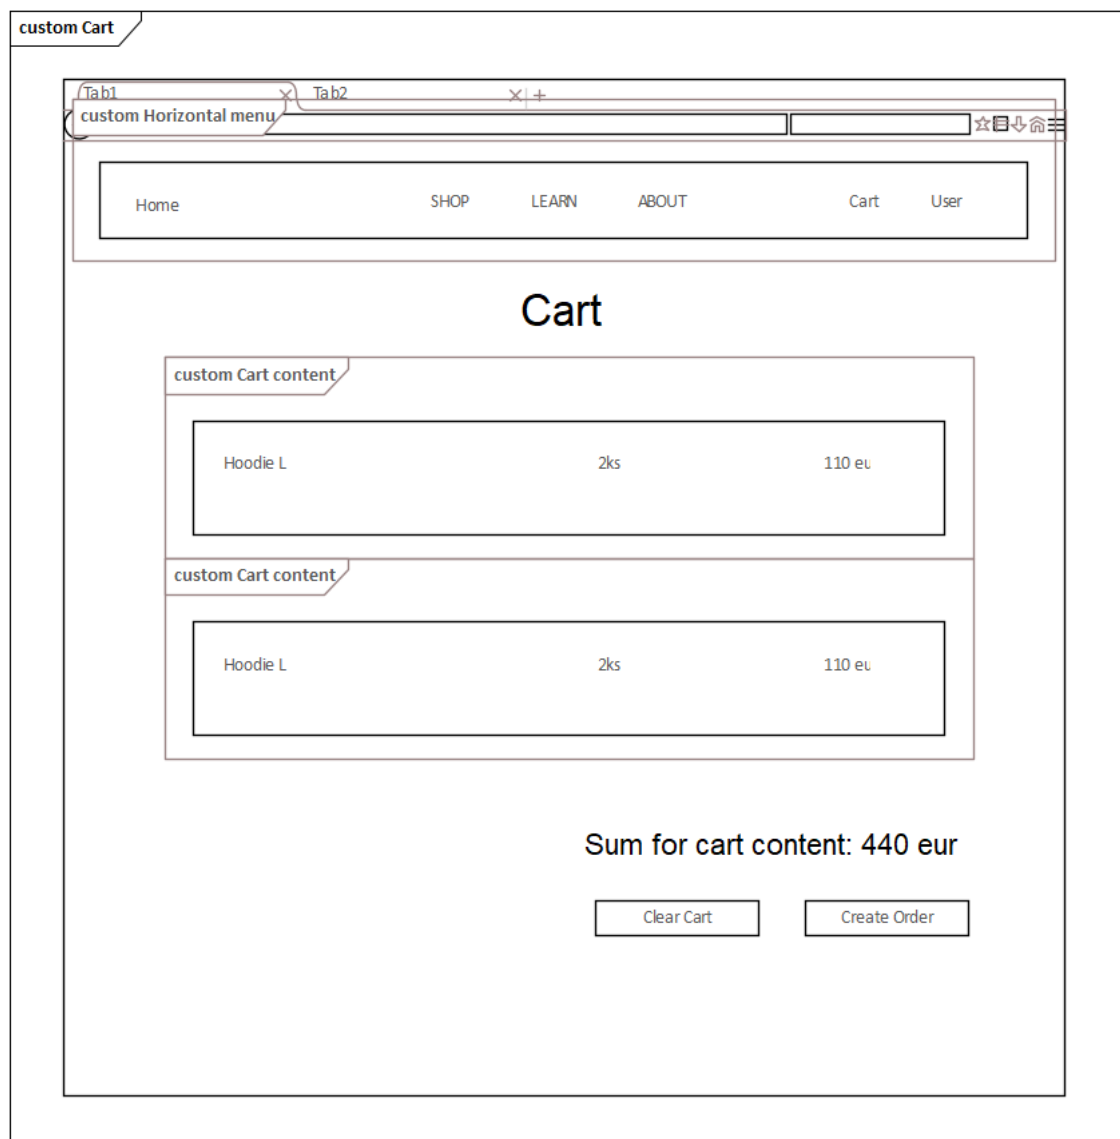 custom Cart
Tab1 Tab2
custom Horizontal menu
Home SHOP LEARN ABOUT Cart User
Cart
custom Cart content
Hoodie L 2ks 110 eu
custom Cart content
Hoodie L 2ks 110 eu
Sum for cart content: 440 eur
Clear Cart Create Order